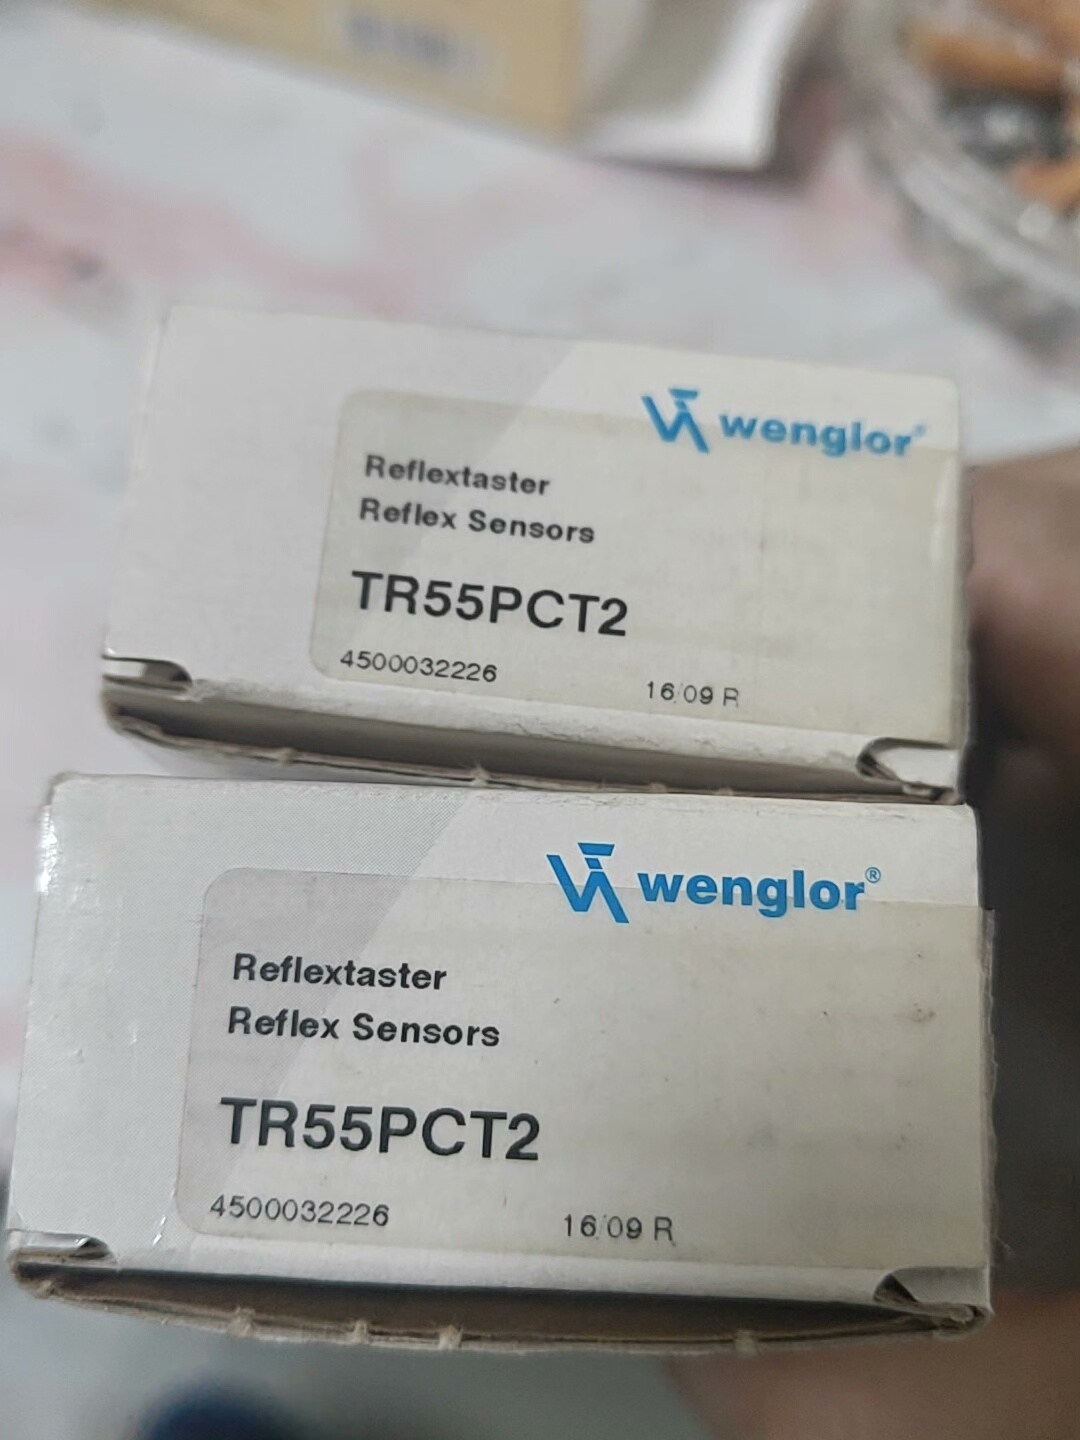 wenglor®
Reflextaster
Reflex Sensors
TR55PCT2
4500032226
16/09 R
wenglor®
Reflextaster
Reflex Sensors
TR55PCT2
4500032226
16/09 R